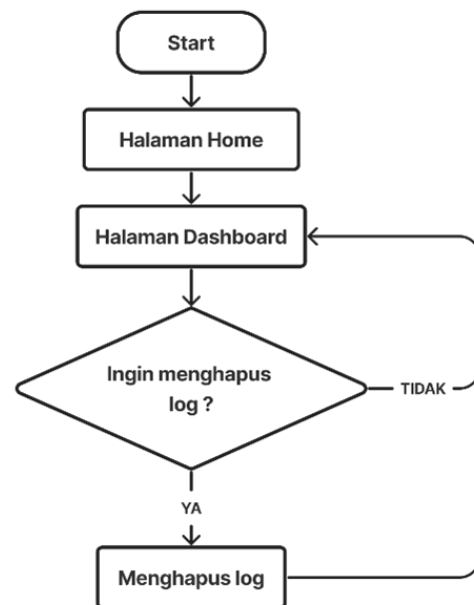 Start
Halaman Home
Halaman Dashboard
Ingin menghapus
log ?
TIDAK
YA
Menghapus log